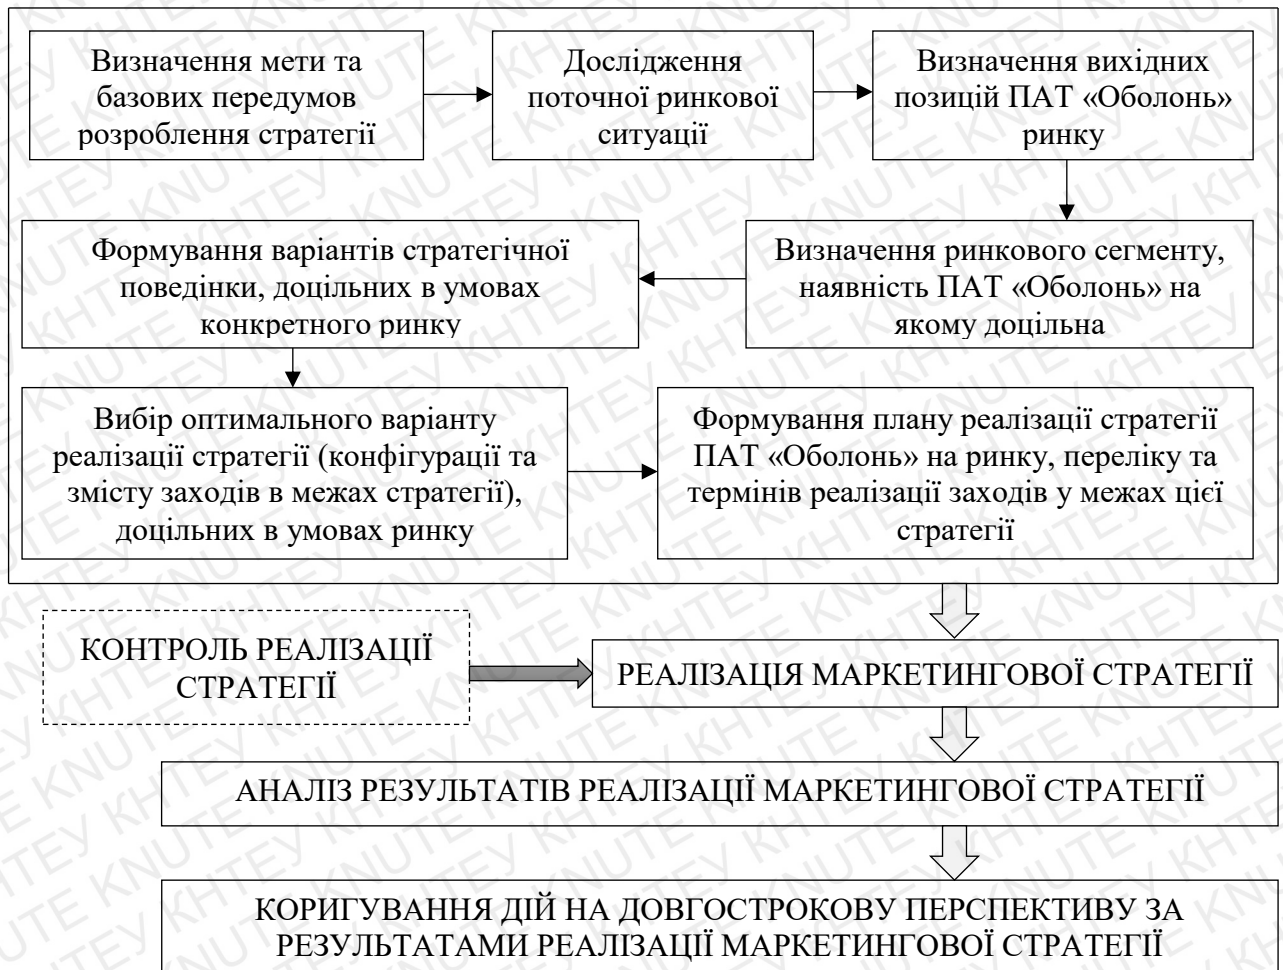 Визначення мети та
базових передумов
розроблення стратегії
Дослідження
поточної ринкової
ситуації
Визначення вихідних
позицій ПАТ «Оболонь»
ринку
Формування варіантів стратегічної
поведінки, доцільних в умовах
конкретного ринку
Визначення ринкового сегменту,
наявність ПАТ «Оболонь» на
якому доцільна
Вибір оптимального варіанту
реалізації стратегії (конфігурації та
змісту заходів в межах стратегії),
доцільних в умовах ринку
Формування плану реалізації стратегії
ПАТ «Оболонь» на ринку, переліку та
термінів реалізації заходів у межах цієї
стратегії
КОНТРОЛЬ РЕАЛІЗАЦІЇ
СТРАТЕГІЇ
РЕАЛІЗАЦІЯ МАРКЕТИНГОВОЇ СТРАТЕГІЇ
АНАЛІЗ РЕЗУЛЬТАТІВ РЕАЛІЗАЦІЇ МАРКЕТИНГОВОЇ СТРАТЕГІЇ
КОРИГУВАННЯ ДІЙ НА ДОВГОСТРОКОВУ ПЕРСПЕКТИВУ ЗА
РЕЗУЛЬТАТАМИ РЕАЛІЗАЦІЇ МАРКЕТИНГОВОЇ СТРАТЕГІЇ